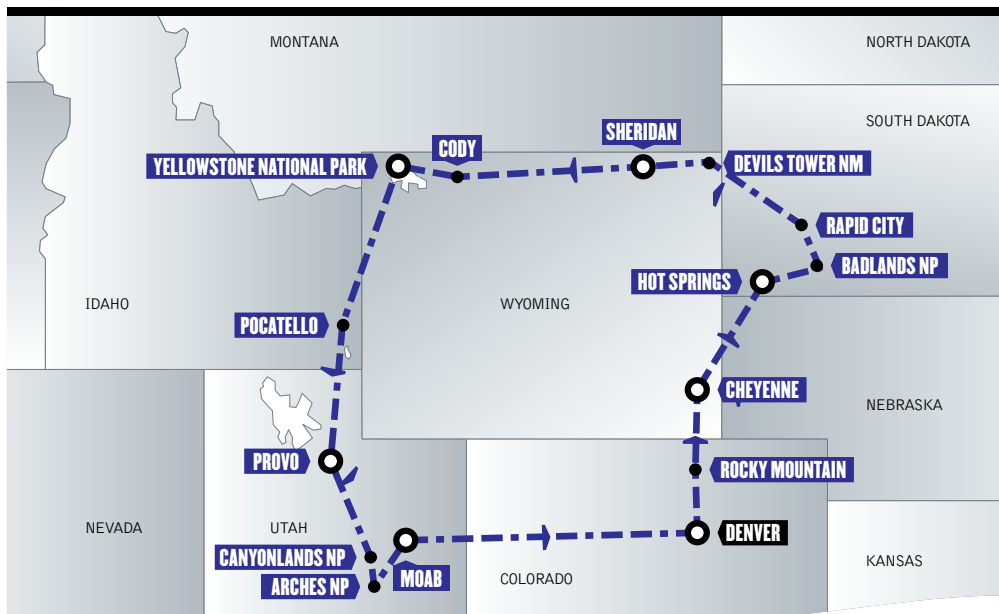 MONTANA
NORTH DAKOTA
SOUTH DAKOTA
SHERIDAN
CODY
YELLOWSTONE NATIONAL PARK
DEVILS TOWER NM
RAPID CITY
BADLANDS NP
HOT SPRINGS
IDAHO
WYOMING
POCATELLO
CHEYENNE
NEBRASKA
PROVO
ROCKY MOUNTAIN
NEVADA
UTAH
DENVER
CANYONLANDS NP
KANSAS
ARCHES NP
MOAB
COLORADO